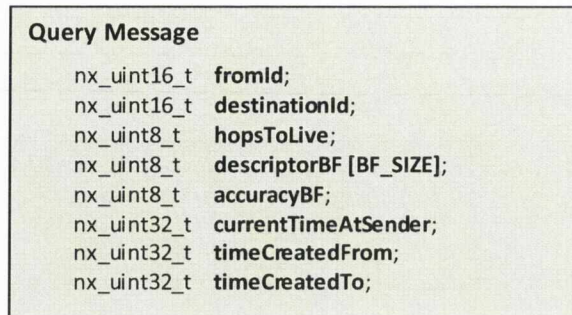 Query Message
nx_uint16_t fromId;
nx_uint16_t destinationId;
nx_uint8_t hopsToLive;
nx_uint8_t descriptorBF [BF_SIZE];
nx_uint8_t accuracyBF;
nx_uint32_t currentTimeAtSender;
nx_uint32_t timeCreatedFrom;
nx_uint32_t timeCreatedTo;